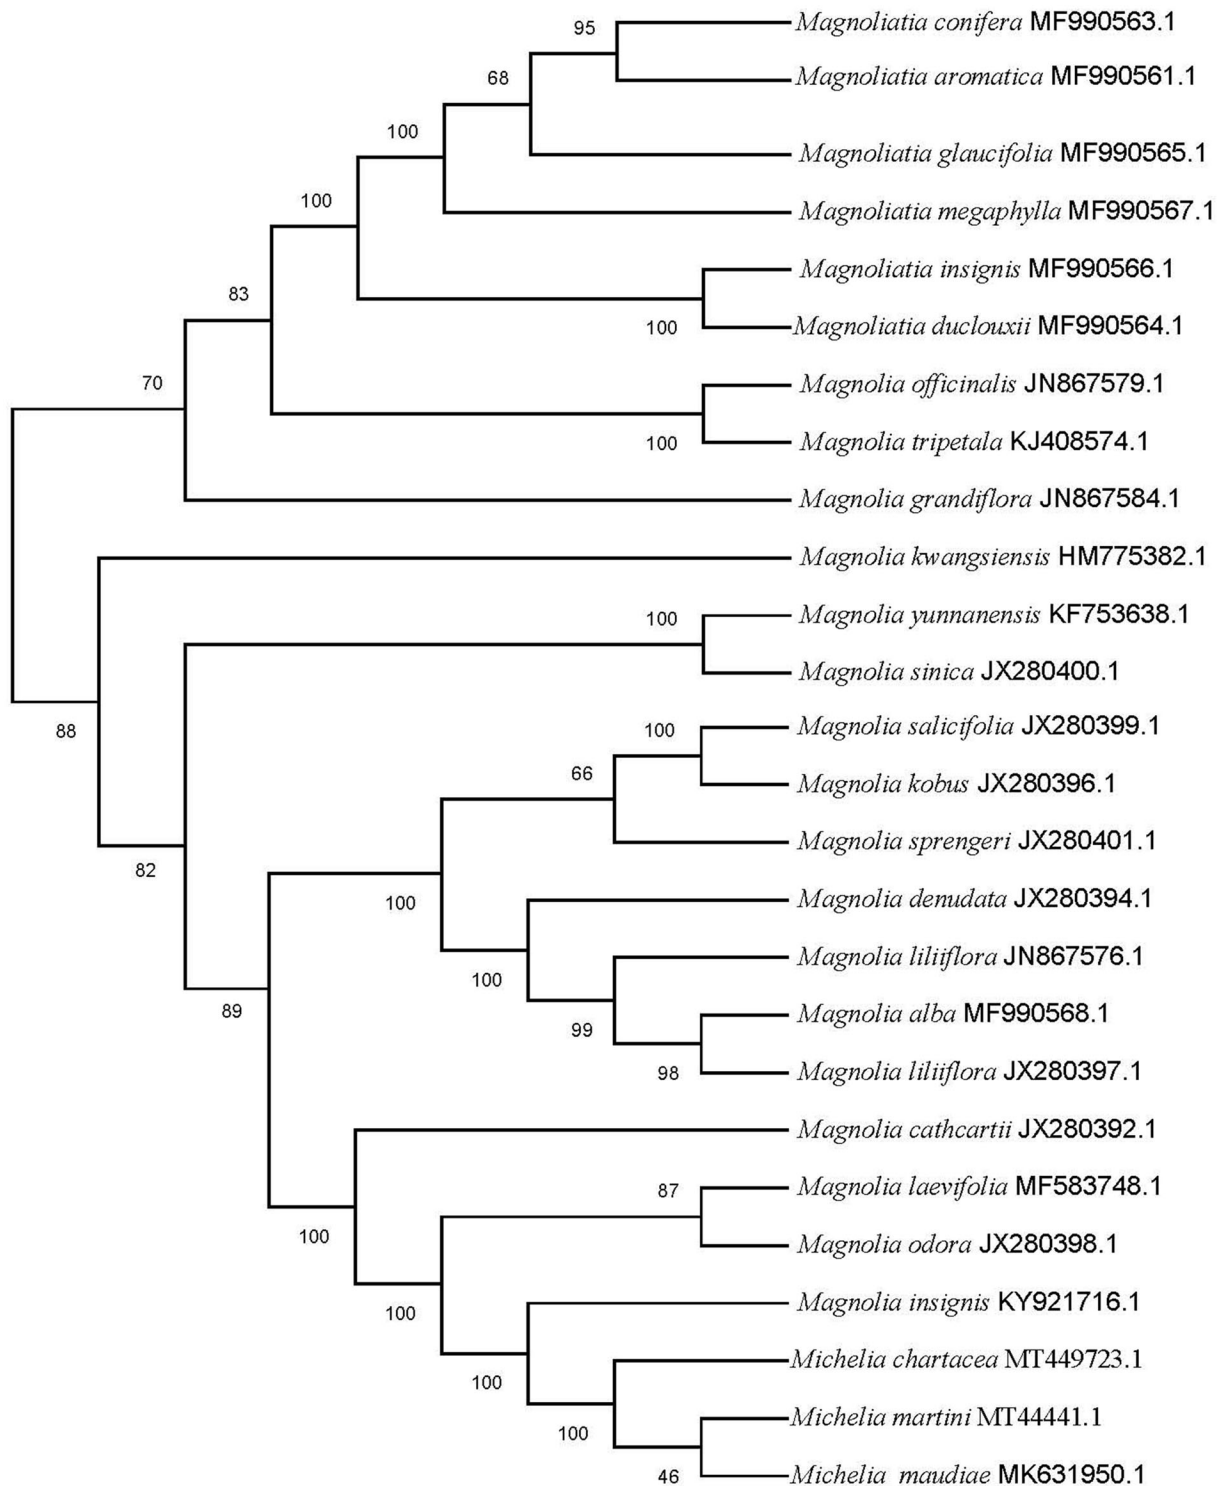 95
Magnoliatia conifera MF990563.1
Magnoliatia aromatica MF990561.1
68
100
Magnoliatia glaucifolia MF990565.1
100
Magnoliatia megaphylla MF990567.1
Magnoliatia insignis MF990566.1
83
Magnoliatia duclouxii MF990564.1
100
70
Magnolia officinalis JN867579.1
Magnolia tripetala KJ408574.1
100
Magnolia grandiflora JN867584.1
Magnolia kwangsiensis HM775382.1
100
Magnolia yunnanensis KF753638.1
Magnolia sinica JX280400.1
88
100
Magnolia salicifolia JX280399.1
66
Magnolia kobus JX280396.1
Magnolia sprengeri JX280401.1
82
100
Magnolia denudata JX280394.1
Magnolia liliiflora JN867576.1
100
89
Magnolia alba MF990568.1
99
Magnolia liliiflora JX280397.1
98
Magnolia cathcartii JX280392.1
87
Magnolia laevifolia MF583748.1
100
Magnolia odora JX280398.1
100
Magnolia insignis KY921716.1
Michelia chartacea MT449723.1
100
Michelia martini MT44441.1
100
Michelia maudiae MK631950.1
46